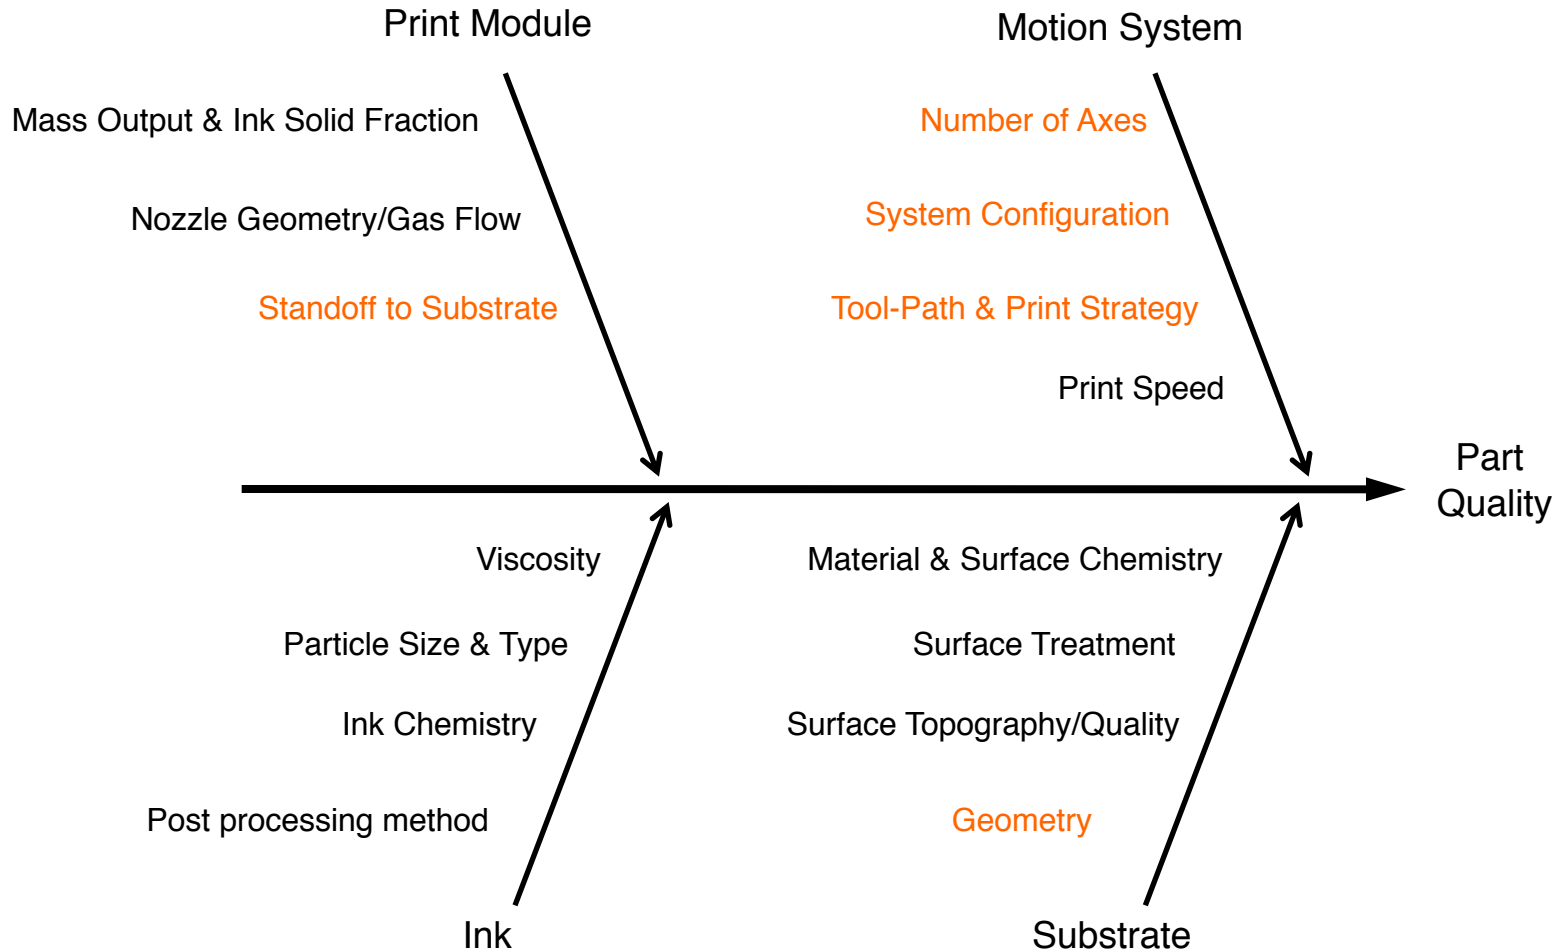 Print Module
Mass Output & Ink Solid Fraction
Nozzle Geometry/Gas Flow
Standoff to Substrate
Motion System
Number of Axes
System Configuration
Tool-Path & Print Strategy
Print Speed
Part
Quality
Viscosity
Particle Size & Type
Ink Chemistry
Post processing method
Ink
Material & Surface Chemistry
Surface Treatment
Surface Topography/Quality
Geometry
Substrate